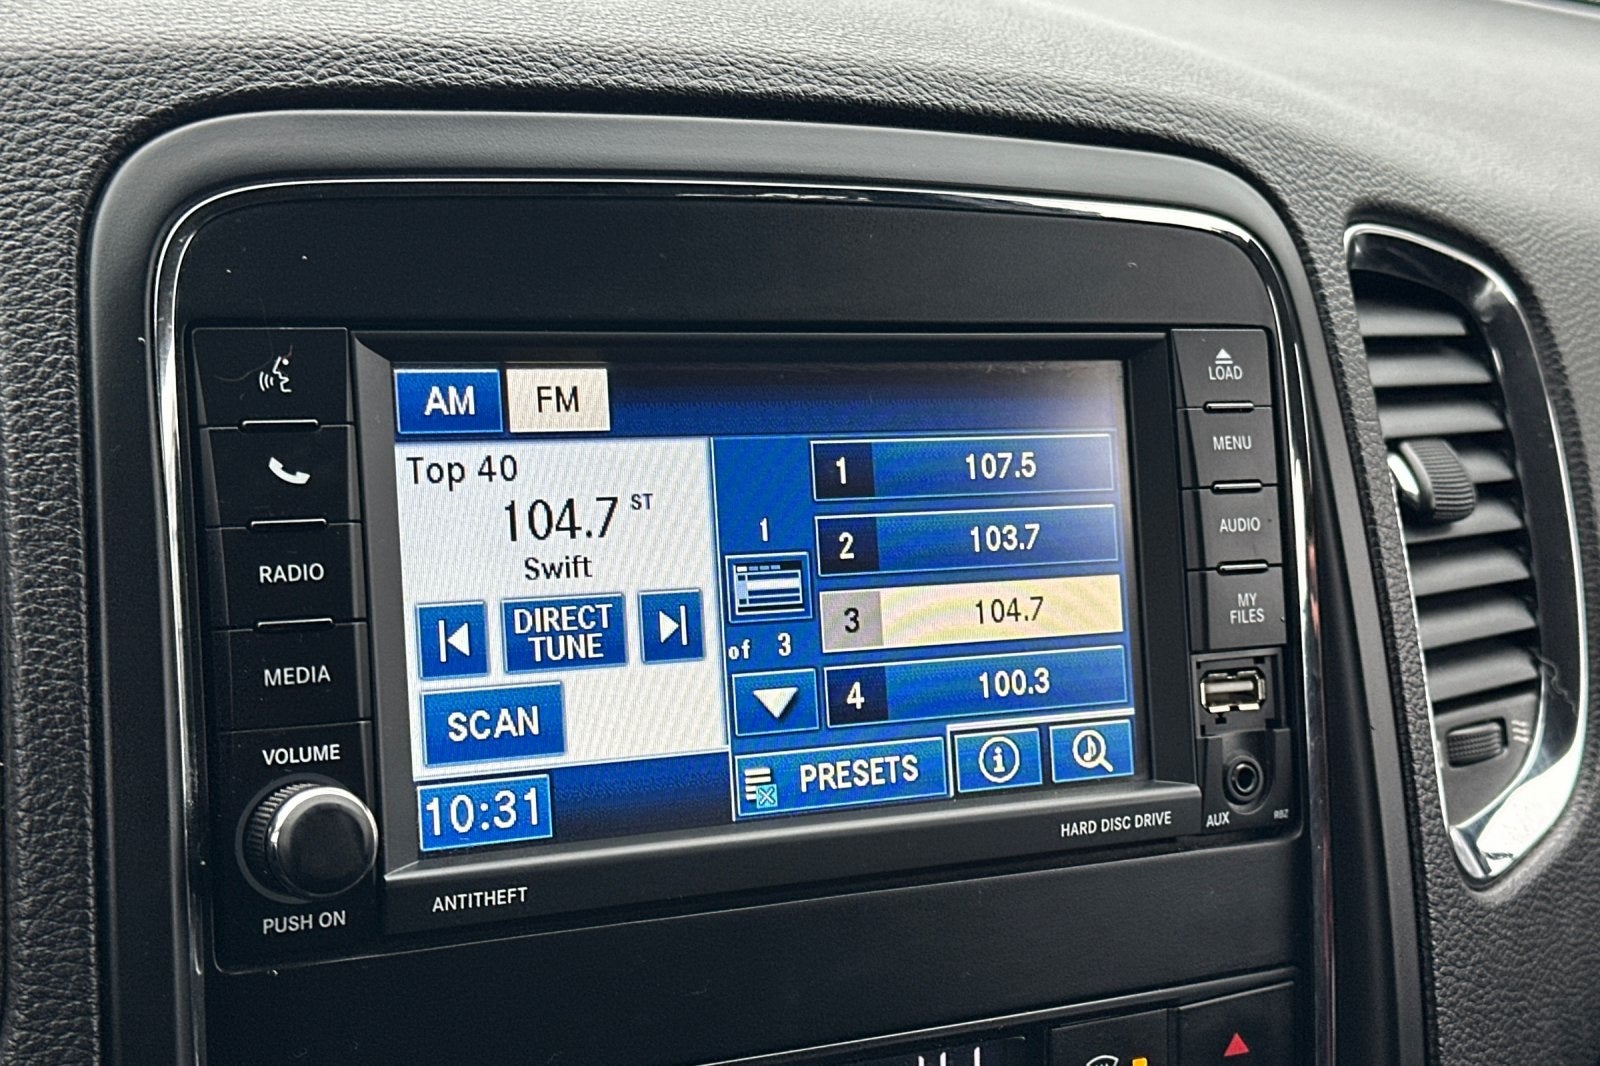 LOAD
AM FM
Top 40
104.7 ST
Swift
DIRECT
TUNE
SCAN
10:31
1
of 3
1 107.5
2 103.7
3 104.7
4 100.3
PRESETS
i
RADIO
MEDIA
VOLUME
PUSH ON
MENU
AUDIO
MY
FILES
AUX
RBZ
HARD DISC DRIVE
ANTITHEFT